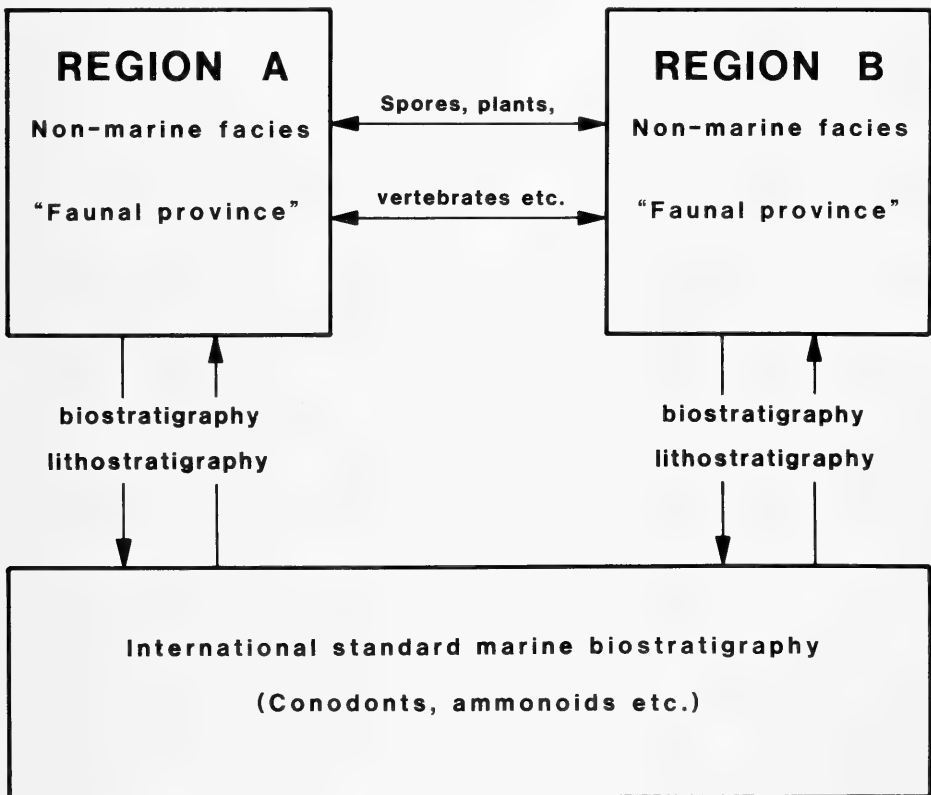 REGION A
Non-marine facies
“Faunal province”
Spores, plants,
vertebrates etc.
REGION B
Non-marine facies
“Faunal province”
biostratigraphy
lithostratigraphy
biostratigraphy
lithostratigraphy
International standard marine biostratigraphy
(Conodonts, ammonoids etc.)